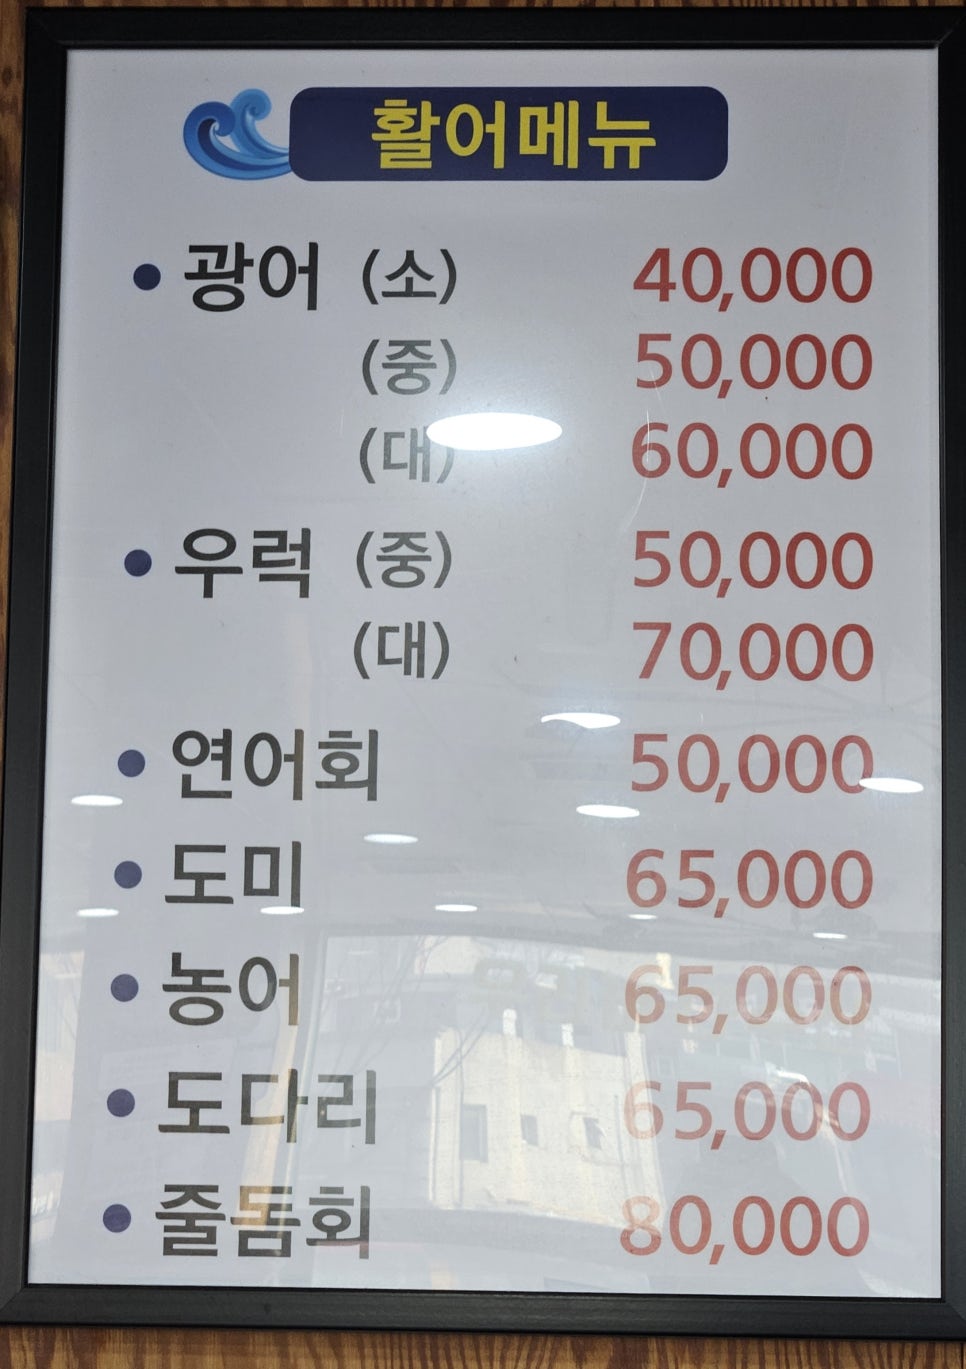 활어메뉴
• 광어 (소) 40,000
(중) 50,000
(대) 60,000
• 우럭 (중) 50,000
(대) 70,000
• 연어회 50,000
• 도미 65,000
• 농어 65,000
• 도다리 65,000
• 줄돔회 80,000